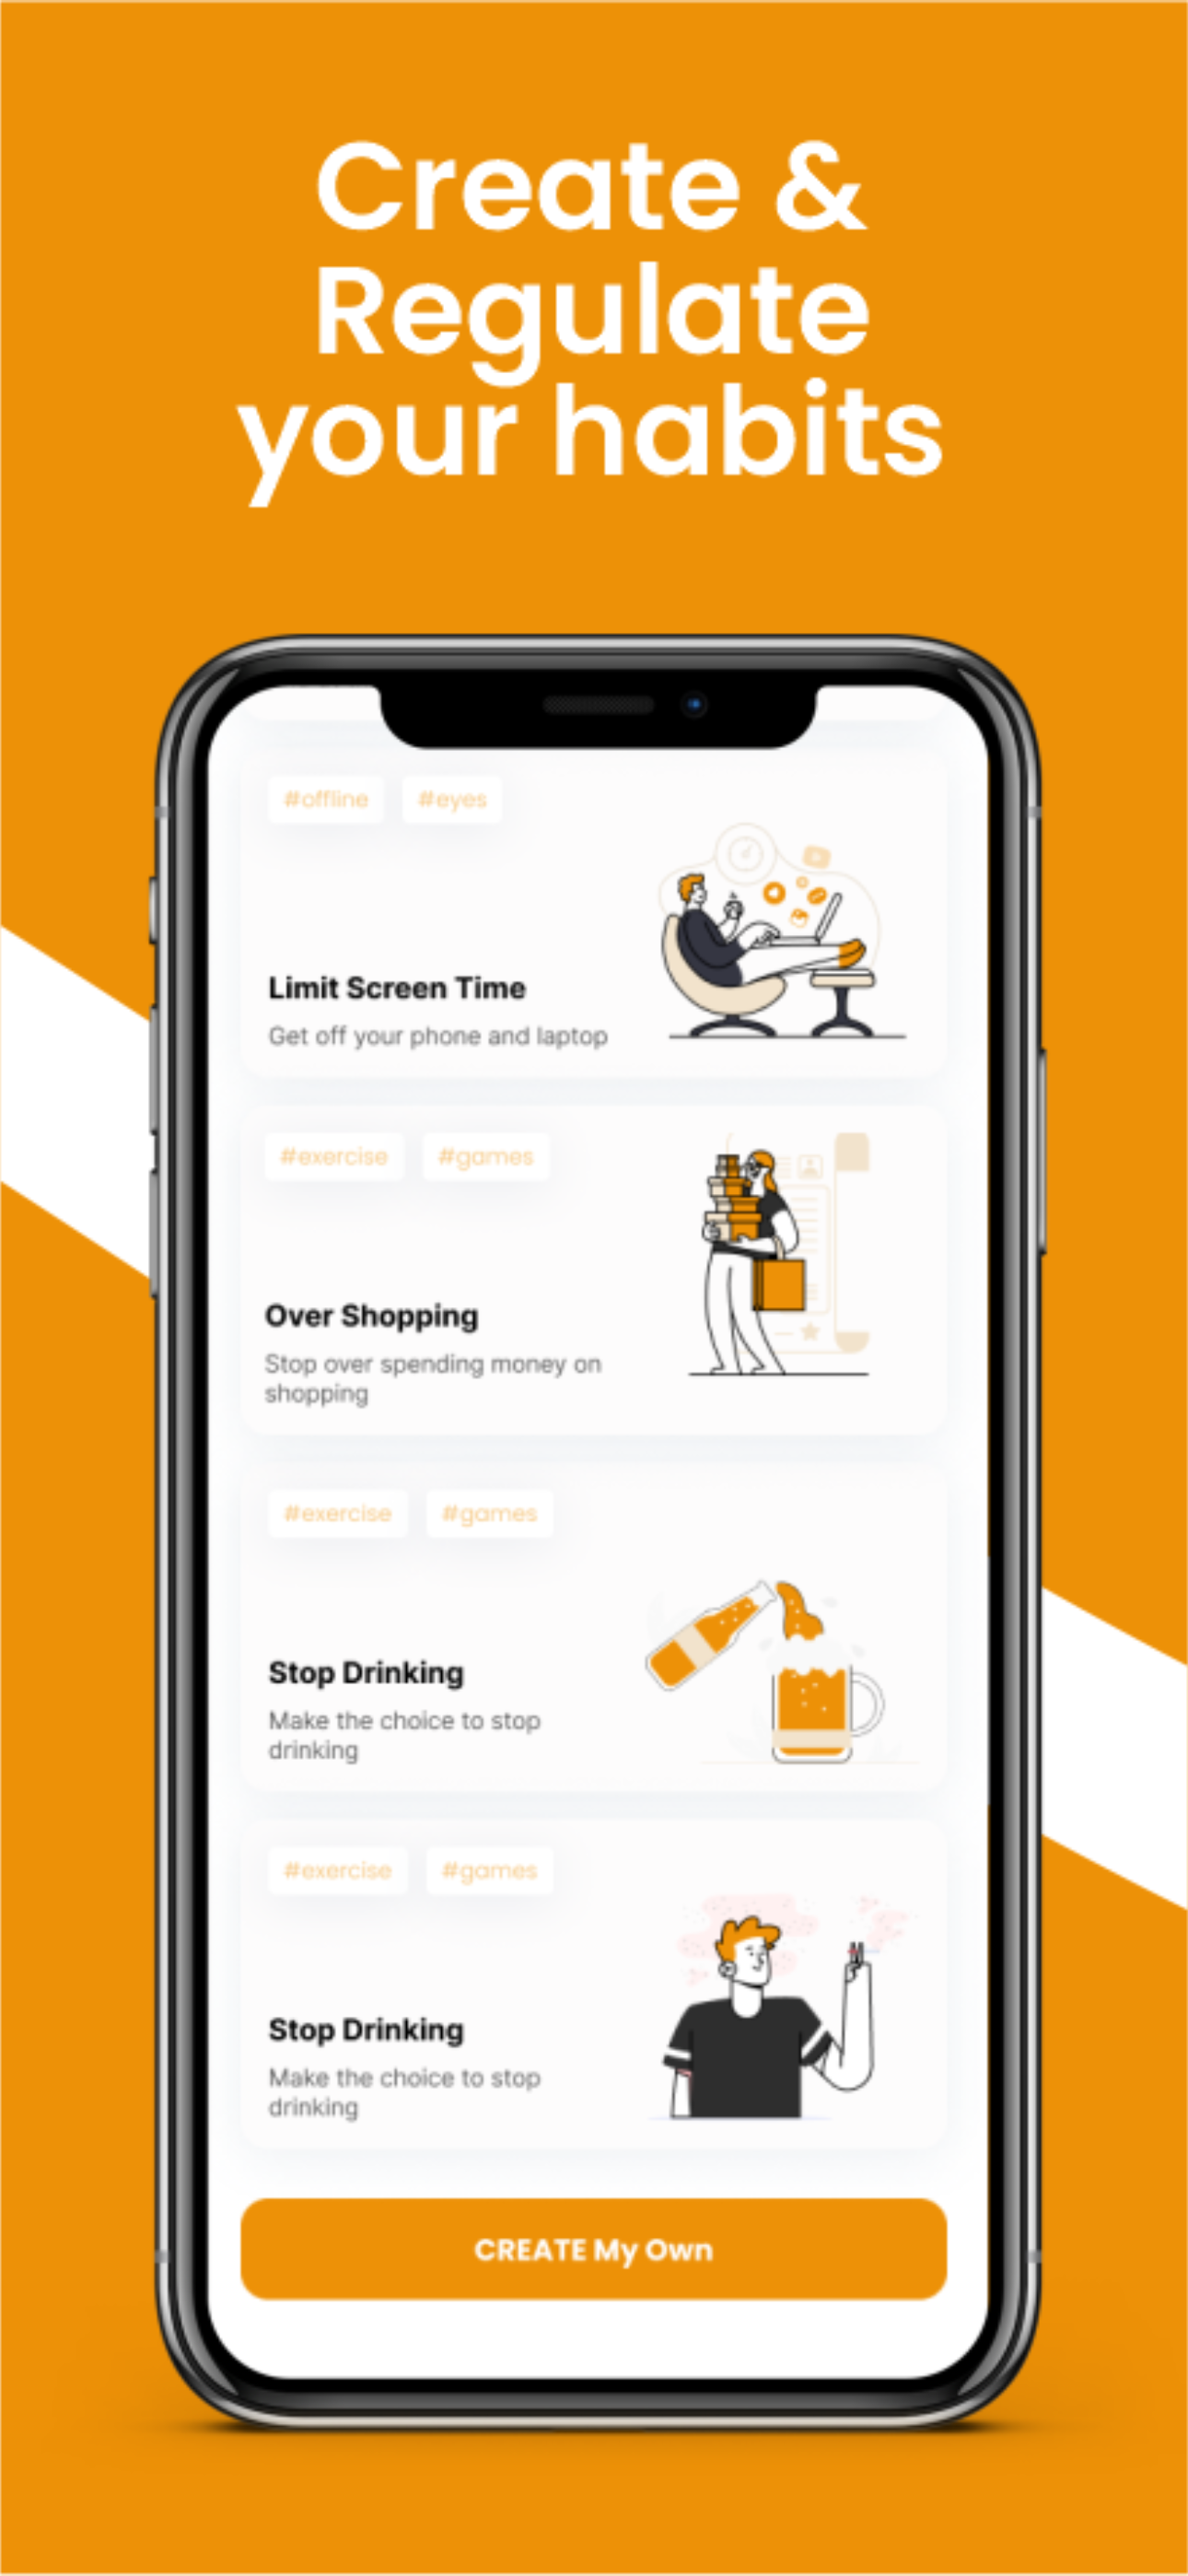 Create &
Regulate
your habits
#offline #eyes
Limit Screen Time
Get off your phone and laptop
#exercise #games
Over Shopping
Stop over spending money on
shopping
#exercise #games
Stop Drinking
Make the choice to stop
drinking
#exercise #games
Stop Drinking
Make the choice to stop
drinking
CREATE My Own